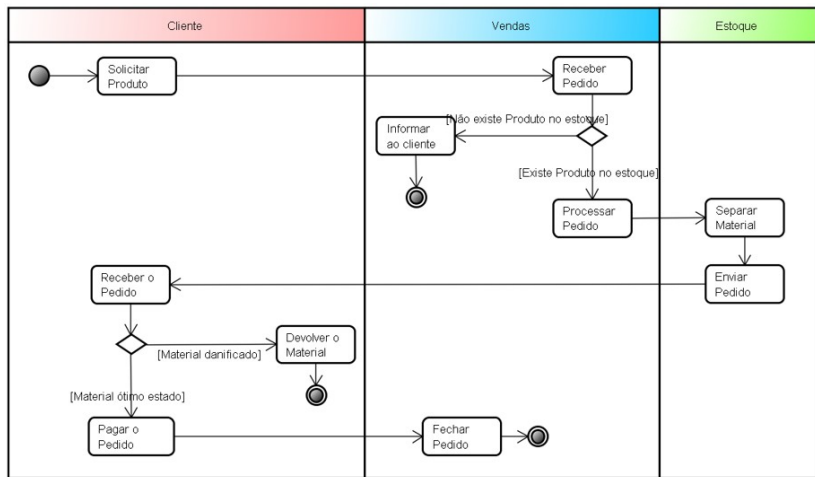 Cliente
Vendas
Estoque
Solicitar
Produto
Receber
Pedido
[Não existe Produto no estoque]
Informar
ao cliente
[Existe Produto no estoque]
Processar
Pedido
Separar
Material
Receber o
Pedido
Enviar
Pedido
Devolver o
Material
[Material danificado]
[Material ótimo estado]
Pagar o
Pedido
Fechar
Pedido